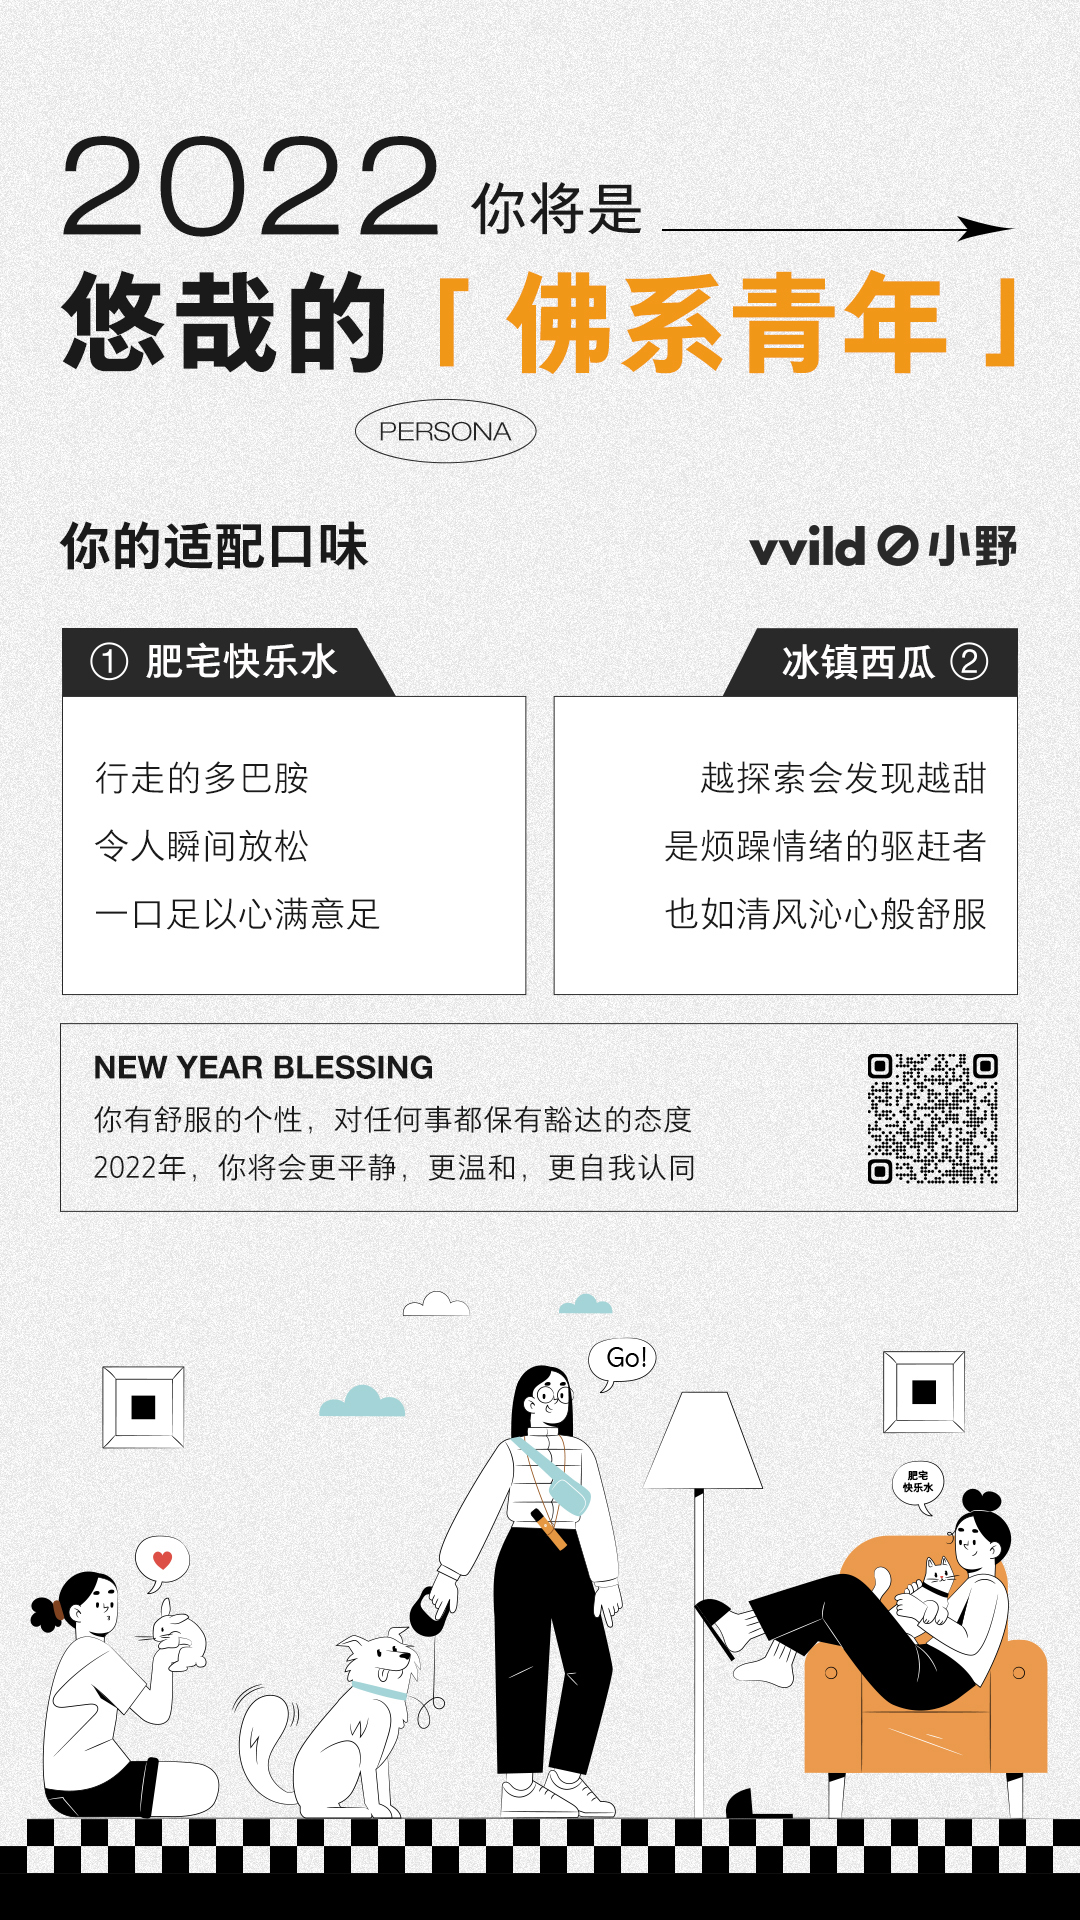 2022 你将是
悠哉的「佛系青年」
PERSONA
你的适配口味
vvild 小野
① 肥宅快乐水
行走的多巴胺
令人瞬间放松
一口足以心满意足
冰镇西瓜 ②
越探索会发现越甜
是烦躁情绪的驱赶者
也如清风沁心般舒服
NEW YEAR BLESSING
你有舒服的个性，对任何事都保有豁达的态度
2022年，你将会更平静，更温和，更自我认同
Go!
肥宅
快乐水